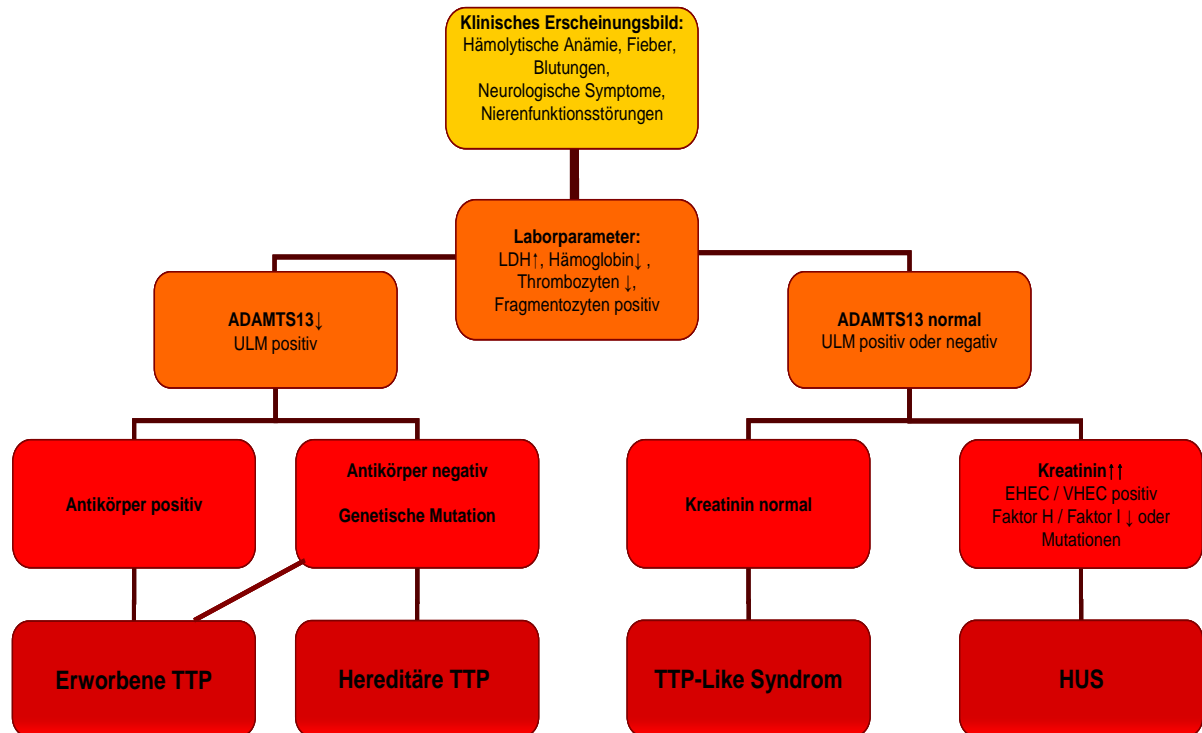 Klinisches Erscheinungsbild:
Hämolytische Anämie, Fieber,
Blutungen,
Neurologische Symptome,
Nierenfunktionsstörungen
Laborparameter:
LDH↑, Hämoglobin↓ ,
Thrombozyten ↓,
Fragmentozyten positiv
ADAMTS13↓
ULM positiv
ADAMTS13 normal
ULM positiv oder negativ
Antikörper positiv
Antikörper negativ
Genetische Mutation
Kreatinin normal
Kreatinin↑↑
EHEC / VHEC positiv
Faktor H / Faktor I ↓ oder
Mutationen
Erworbene TTP
Hereditäre TTP
TTP-Like Syndrom
HUS